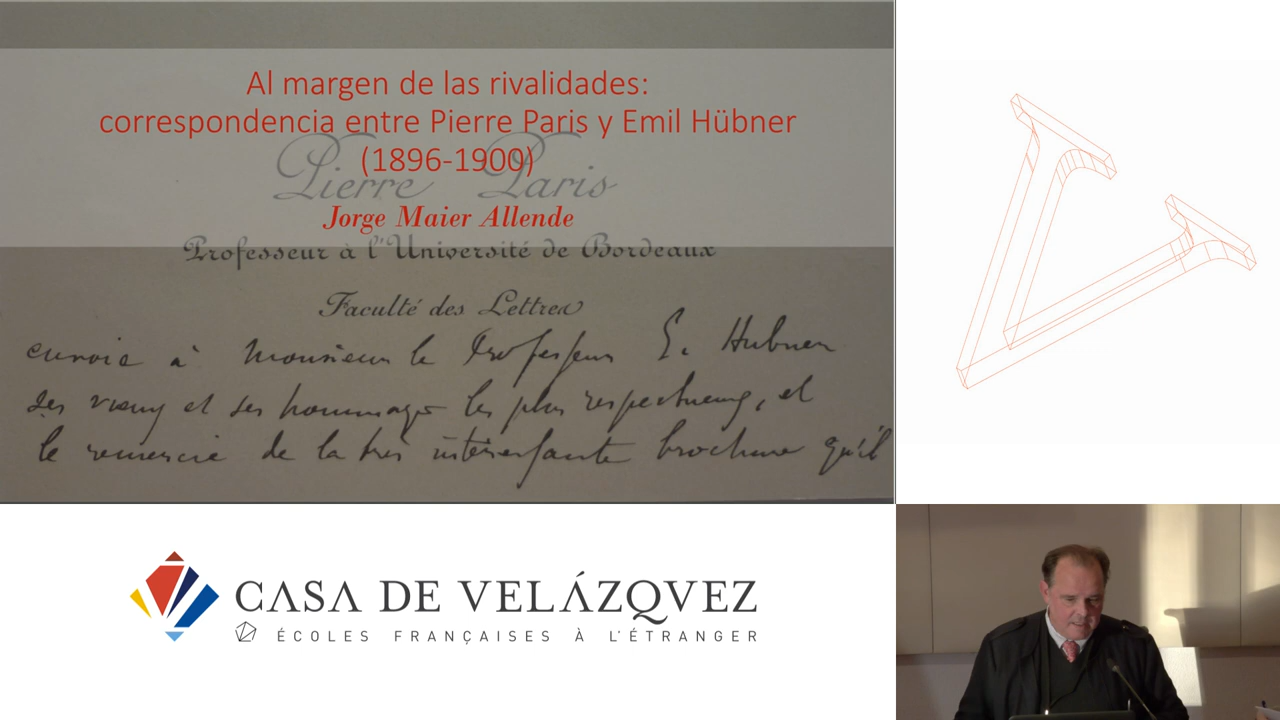 Al margen de las rivalidades:
correspondencia entre Pierre Paris y Emil Hübner
(1896-1900)
Pierre Paris
Jorge Maier Allende
Professeur à l'Université de Bordeaux
Faculté des Lettres
envoie à Monsieur le Professeur E. Hubner
ses vœux et ses hommages les plus respectueux, et
le remercie de la très intéressante brochure qu'il
CASA DE VELÁZQVEZ
ÉCOLES FRANÇAISES À L'ÉTRANGER